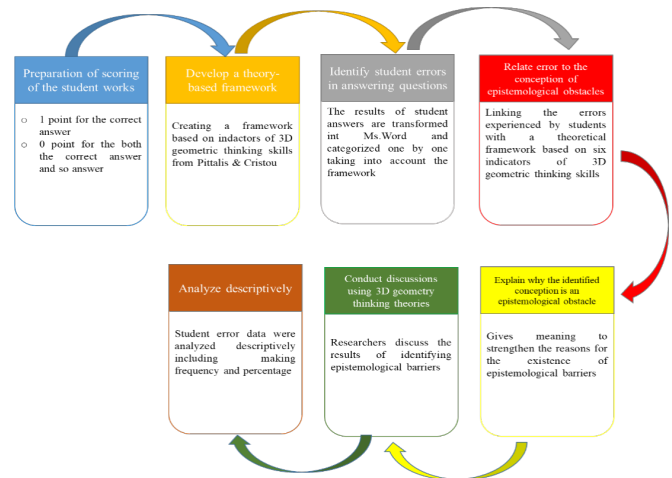 Preparation of scoring
of the student works
o 1 point for the correct
answer
o 0 point for the both the
correct answer
and so answer
Develop a theory-
based framework
Creating a framework
based on indactors of 3D
geometric thinking skills
from Pittalis & Cristou
Identify student errors
in answering questions
The results of student
answers are transformed
int Ms.Word and
categorized one by one
taking into account the
framework
Relate error to the
conception of
epistemological obstacles
Linking the errors
experienced by students
with a theoretical
framework based on six
indicators of 3D
geometric thinking skills
Explain why the identified
conception is an
epistemological obstacle
Gives meaning to
strengthen the reasons for
the existence of
epistemological barriers
Conduct discussions
using 3D geometry
thinking theories
Researchers discuss the
results of identifying
epistemological barriers
Analyze descriptively
Student error data were
analyzed descriptively
including making
frequency and percentage